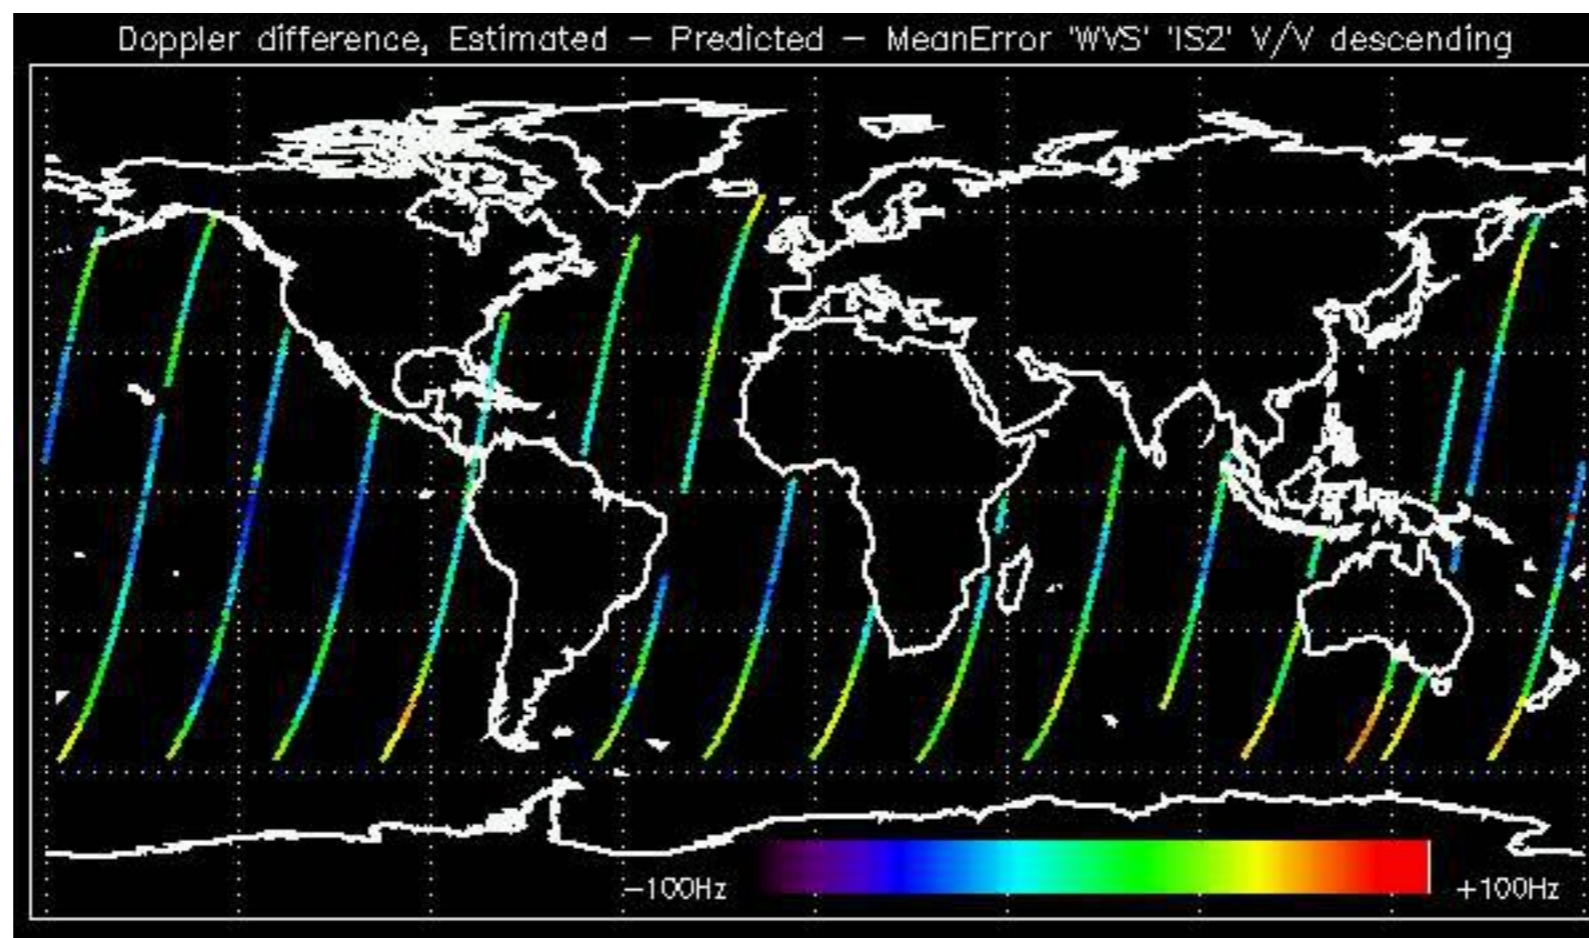 Doppler difference, Estimated – Predicted – MeanError 'WVS' 'IS2' V/V descending
–100Hz +100Hz